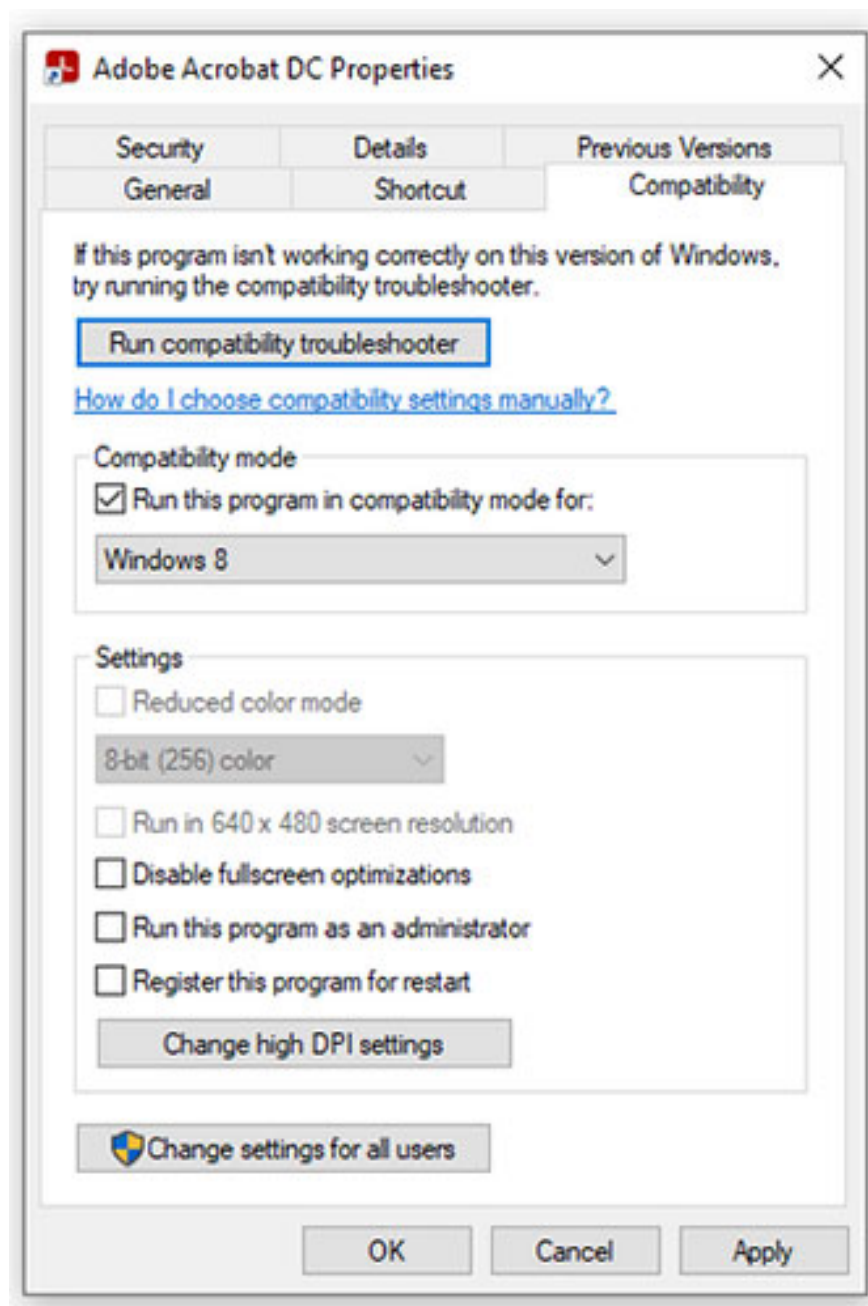 Adobe Acrobat DC Properties
Security Details Previous Versions
General Shortcut Compatibility
If this program isn't working correctly on this version of Windows,
try running the compatibility troubleshooter.
Run compatibility troubleshooter
How do I choose compatibility settings manually?
Compatibility mode
Run this program in compatibility mode for:
Windows 8
Settings
Reduced color mode
8-bit (256) color
Run in 640 x 480 screen resolution
Disable fullscreen optimizations
Run this program as an administrator
Register this program for restart
Change high DPI settings
Change settings for all users
OK Cancel Apply